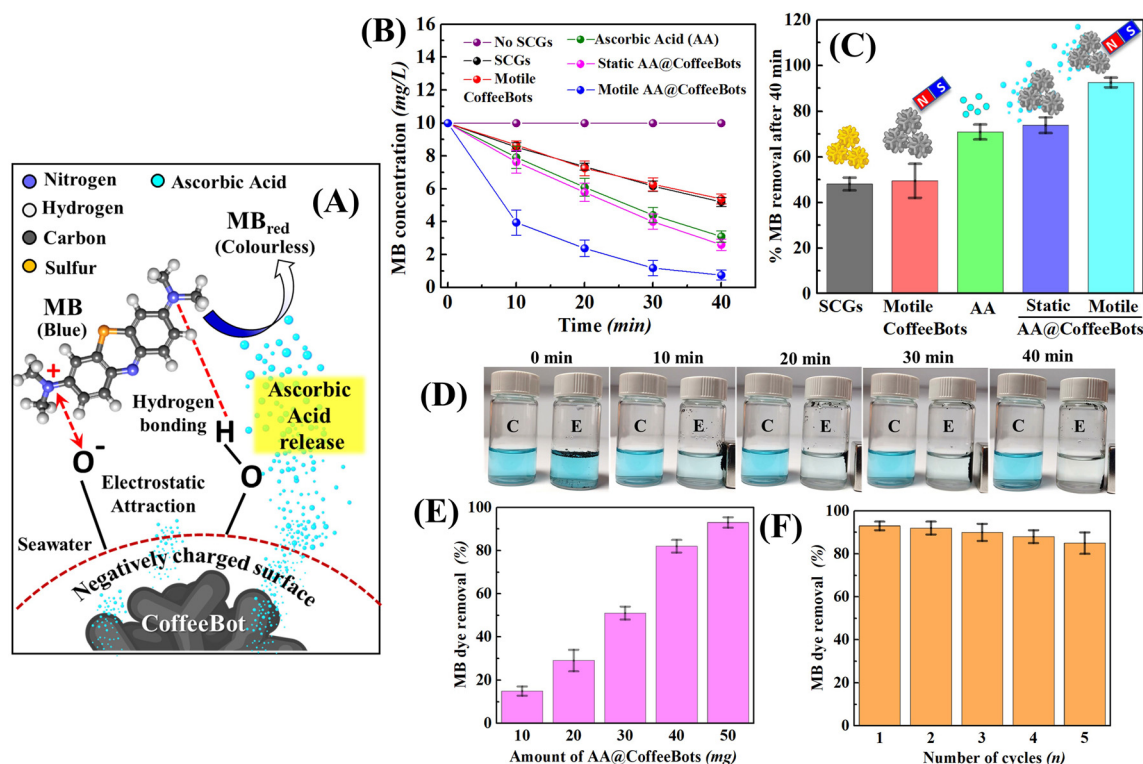 (A)
Nitrogen
Ascorbic Acid
Hydrogen
Carbon
Sulfur
MBred
(Colourless)
MB
(Blue)
+
Hydrogen
bonding
Ascorbic
Acid
release
H
O-
O
Electrostatic
Attraction
Seawater
Negatively charged surface
CoffeeBot
(B)
MB concentration (mg/L)
16
14
12
10
8
6
4
2
0
No SCGs
SCGs
Motile
CoffeeBots
Ascorbic Acid (AA)
Static AA@CoffeeBots
Motile AA@CoffeeBots
0 10 20 30 40
Time (min)
(C)
% MB removal after 40 min
120
100
80
60
40
20
0
N S
N S
SCGs
Motile
CoffeeBots
AA
Static Motile
AA@CoffeeBots
(D)
0 min 10 min 20 min 30 min 40 min
C E C E C E C E C E
(E)
MB dye removal (%)
100
80
60
40
20
0
10 20 30 40 50
Amount of AA@CoffeeBots (mg)
(F)
MB dye removal (%)
100
80
60
40
20
0
1 2 3 4 5
Number of cycles (n)